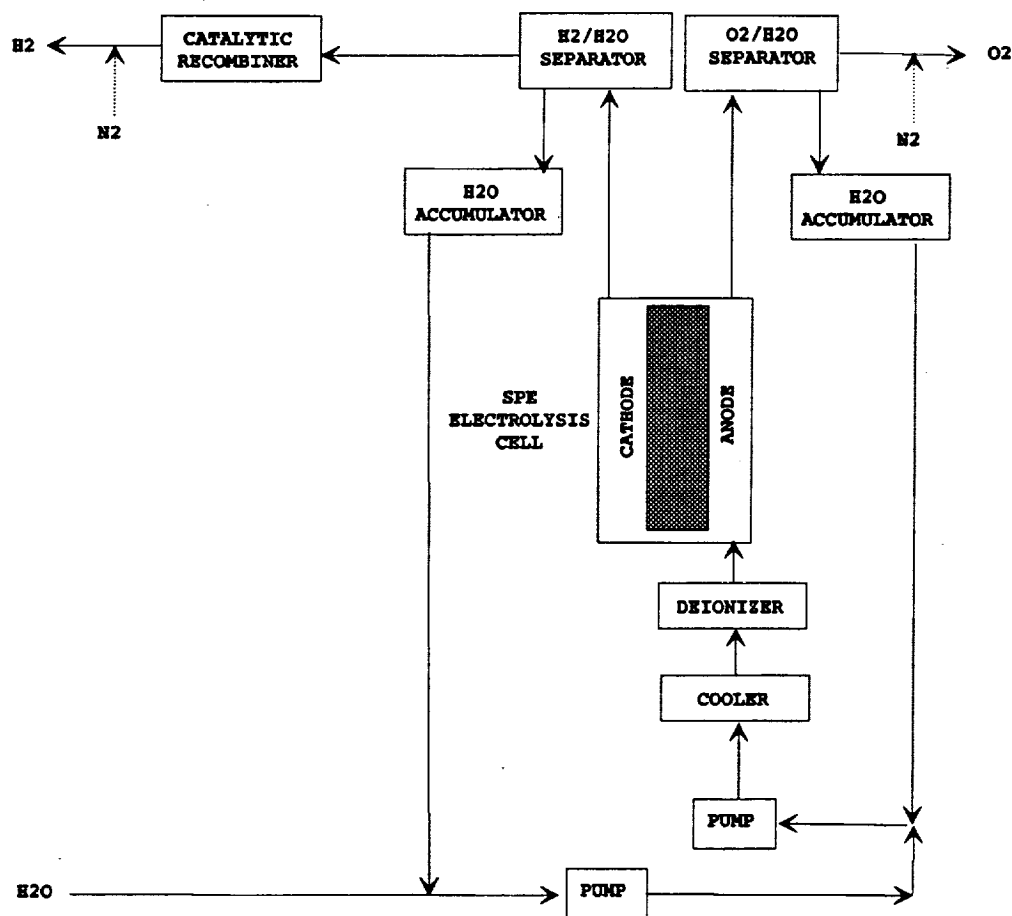 H2
CATALYTIC
RECOMBINER
H2/H2O
SEPARATOR
O2/H2O
SEPARATOR
O2
N2
N2
H2O
ACCUMULATOR
H2O
ACCUMULATOR
SPE
ELECTROLYSIS
CELL
CATHODE
ANODE
DEIONIZER
COOLER
PUMP
H2O
PUMP